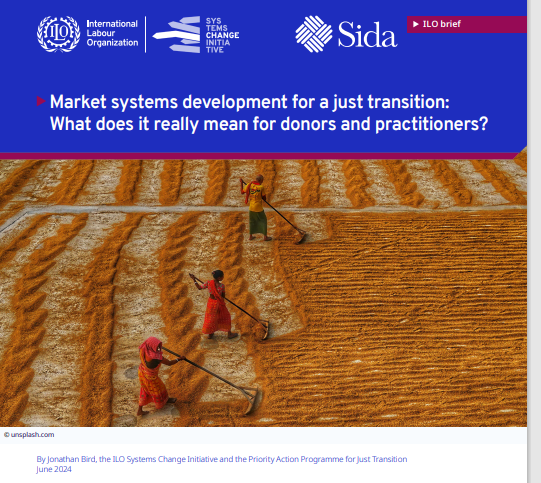 International
Labour
Organization
SYS
TEMS
CHANGE
INITIA
TIVE
Sida
▶ ILO brief
Market systems development for a just transition:
What does it really mean for donors and practitioners?
© unsplash.com
By Jonathan Bird, the ILO Systems Change Initiative and the Priority Action Programme for Just Transition
June 2024